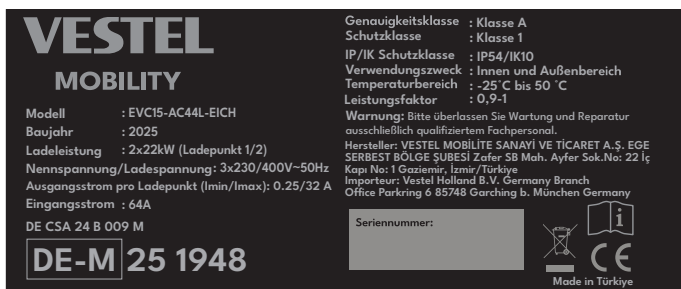 VESTEL
MOBILITY
Modell : EVC15-AC44L-EICH
Baujahr : 2025
Ladeleistung : 2x22kW (Ladepunkt 1/2)
Nennspannung/Ladespannung: 3x230/400V~50Hz
Ausgangsstrom pro Ladepunkt (Imin/Imax): 0.25/32 A
Eingangsstrom : 64A
DE CSA 24 B 009 M
DE-M 25 1948
Genauigkeitsklasse : Klasse A
Schutzklasse : Klasse 1
IP/IK Schutzklasse : IP54/IK10
Verwendungszweck : Innen und Außenbereich
Temperaturbereich : -25°C bis 50 °C
Leistungsfaktor : 0,9-1
Warnung: Bitte überlassen Sie Wartung und Reparatur
ausschließlich qualifiziertem Fachpersonal.
Hersteller: VESTEL MOBİLİTE SANAYİ VE TİCARET A.Ş. EGE
SERBEST BÖLGE ŞUBESİ Zafer SB Mah. Ayfer Sok.No: 22 İç
Kapı No: 1 Gaziemir, İzmir/Türkiye
Importeur: Vestel Holland B.V. Germany Branch
Office Parkring 6 85748 Garching b. München Germany
Seriennummer:
i
CE
Made in Türkiye